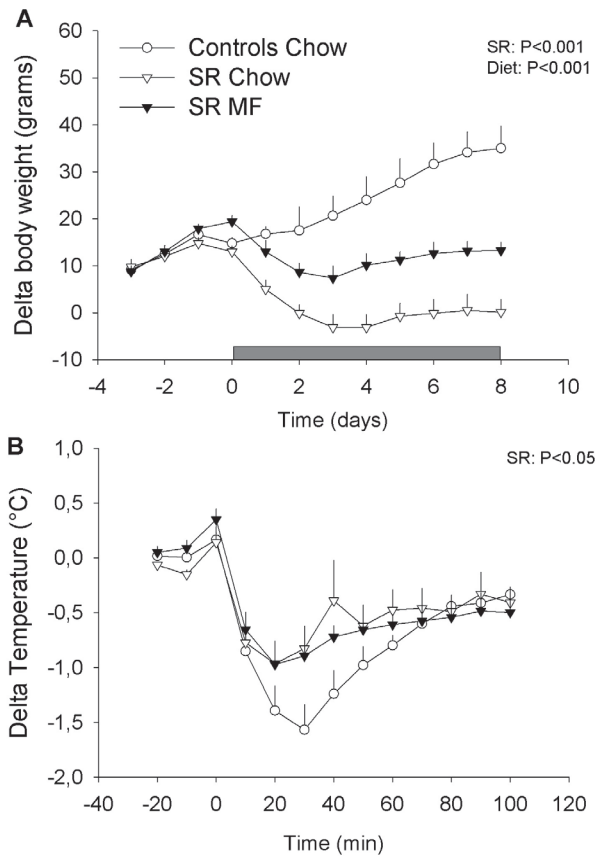 A
Controls Chow
SR Chow
SR MF
SR: P<0.001
Diet: P<0.001
Delta body weight (grams)
60
50
40
30
20
10
0
-10
-4
-2
0
2
4
6
8
10
Time (days)
B
SR: P<0.05
Delta Temperature (°C)
1,0
0,5
0,0
-0,5
-1,0
-1,5
-2,0
-40
-20
0
20
40
60
80
100
120
Time (min)